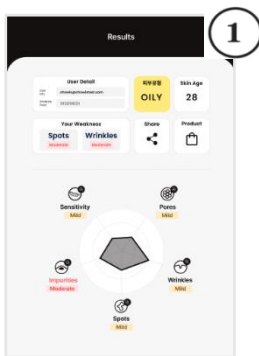 1
Results
User Detail
피부유형
OILY
Skin Age
28
Your Weakness
Spots
Moderate
Wrinkles
Moderate
Share
Product
Sensitivity
Mild
Pores
Mild
Impurities
Moderate
Wrinkles
Mild
Spots
Mild